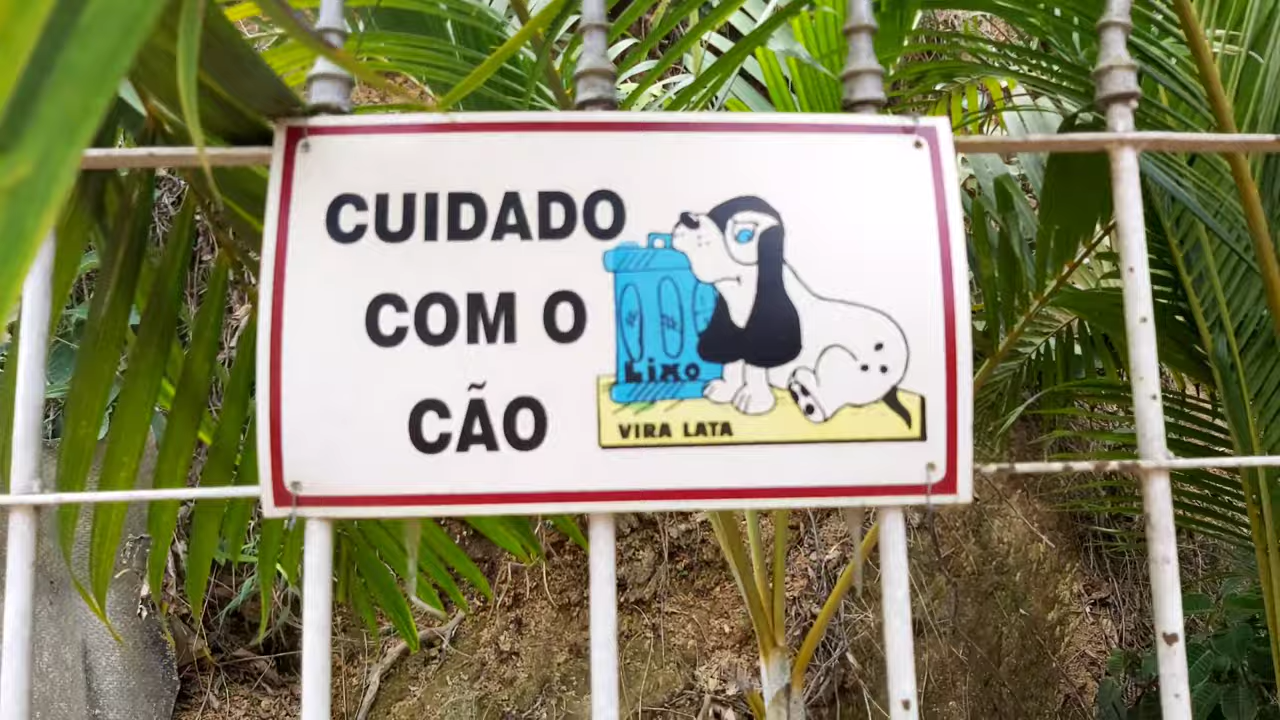 CUIDADO
COM O
CÃO
LiXo
VIRA LATA